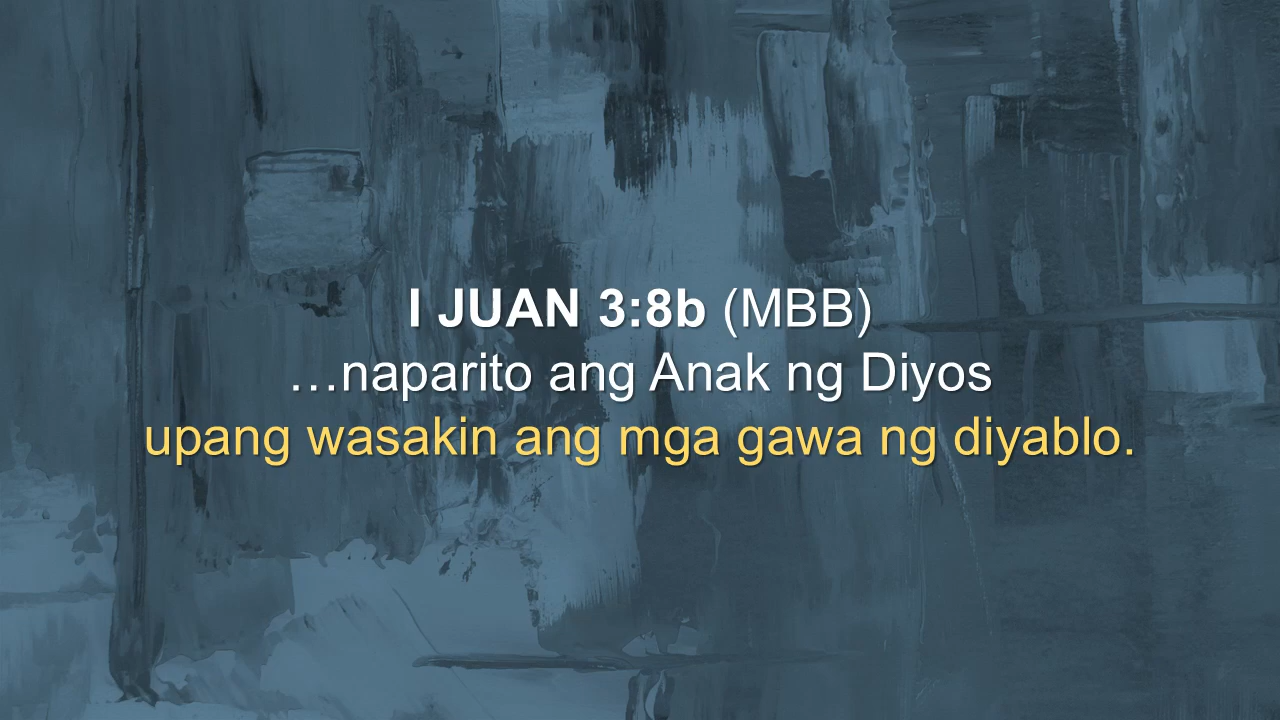 I JUAN 3:8b (MBB)
…naparito ang Anak ng Diyos
upang wasakin ang mga gawa ng diyablo.